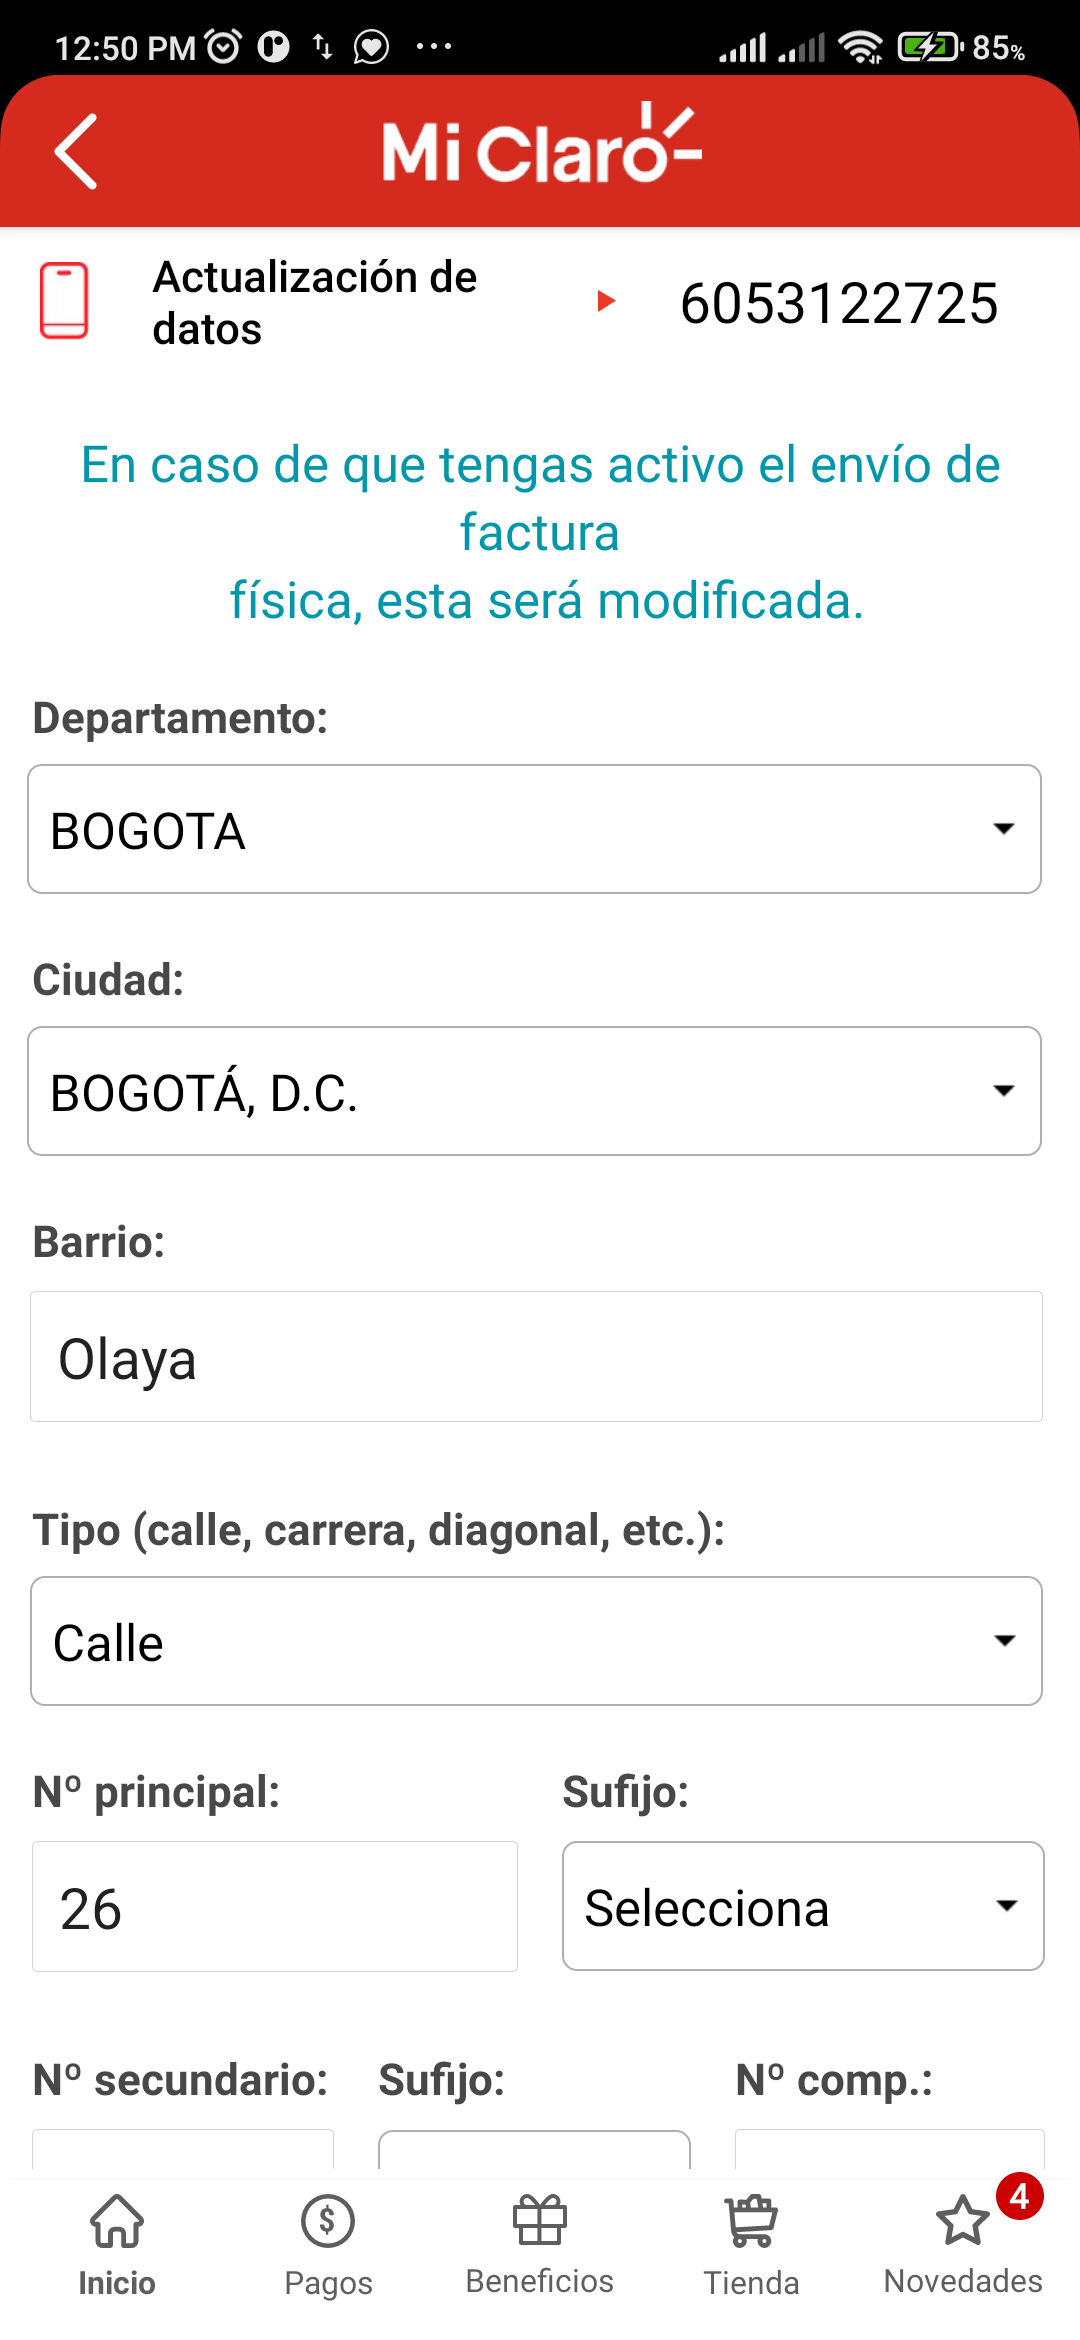 12:50 PM ... 85%
Mi Claro
Actualización de
datos
6053122725
En caso de que tengas activo el envío de
factura
física, esta será modificada.
Departamento:
BOGOTA
Ciudad:
BOGOTÁ, D.C.
Barrio:
Olaya
Tipo (calle, carrera, diagonal, etc.):
Calle
Nº principal: Sufijo:
26 Selecciona
Nº secundario: Sufijo: Nº comp.:
4
Inicio Pagos Beneficios Tienda Novedades